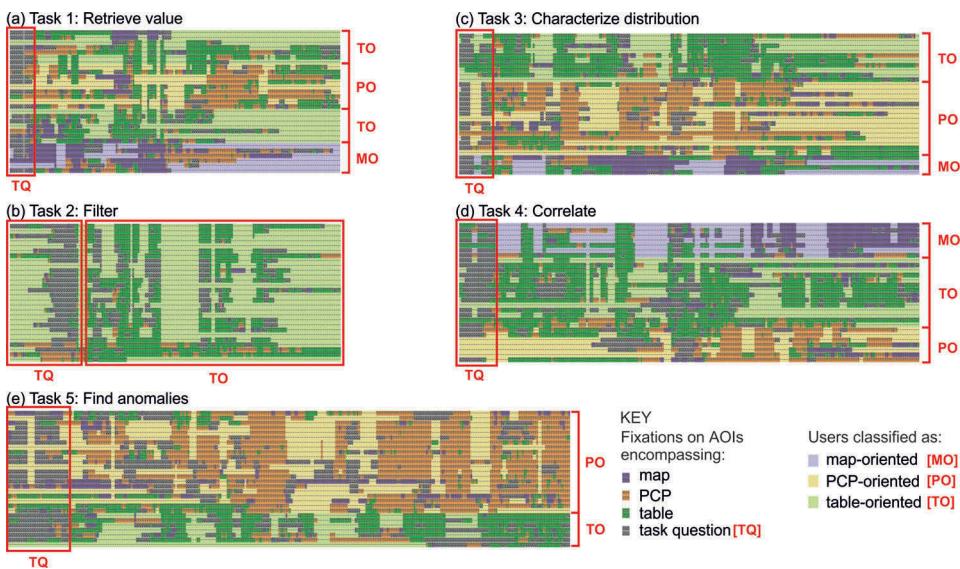 (a) Task 1: Retrieve value
TO
PO
TO
MO
TQ
(b) Task 2: Filter
TQ
TO
(c) Task 3: Characterize distribution
TO
PO
MO
TQ
(d) Task 4: Correlate
MO
TO
PO
TQ
(e) Task 5: Find anomalies
PO
TO
TQ
KEY
Fixations on AOIs
encompassing:
map
PCP
table
task question [TQ]
Users classified as:
map-oriented [MO]
PCP-oriented [PO]
table-oriented [TO]